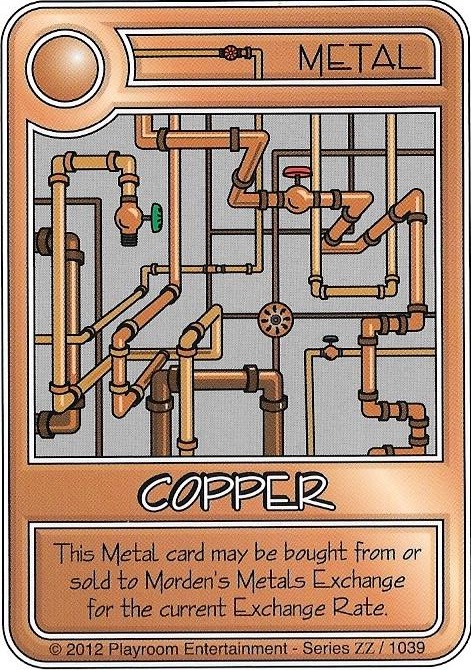 METAL
COPPER
This Metal card may be bought from or
sold to Morden's Metals Exchange
for the current Exchange Rate.
© 2012 Playroom Entertainment - Series ZZ / 1039